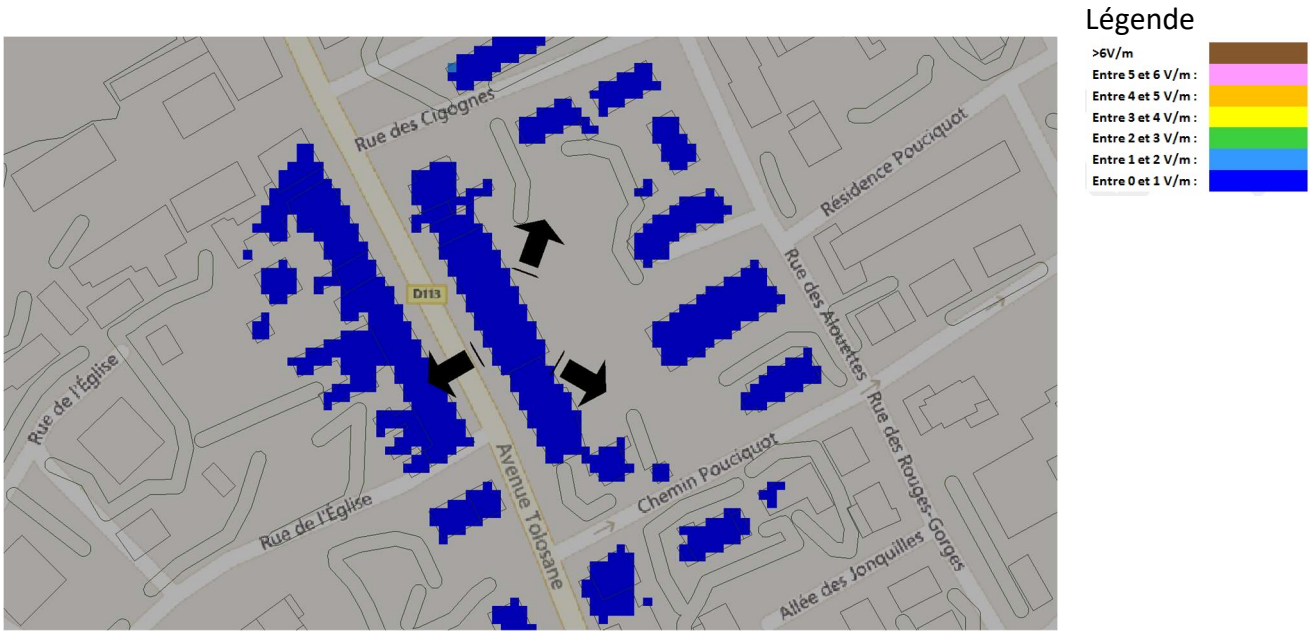 Légende
>6V/m
Entre 5 et 6 V/m :
Entre 4 et 5 V/m :
Entre 3 et 4 V/m :
Entre 2 et 3 V/m :
Entre 1 et 2 V/m :
Entre 0 et 1 V/m :
Rue des Cigognes
Résidence Pouciquot
D113
Rue des Alouettes
Rue de l'Église
Rue des Rouges-Gorges
Chemin Pouciquot
Avenue Tolosane
Rue de l'Église
Allée des Jonquilles